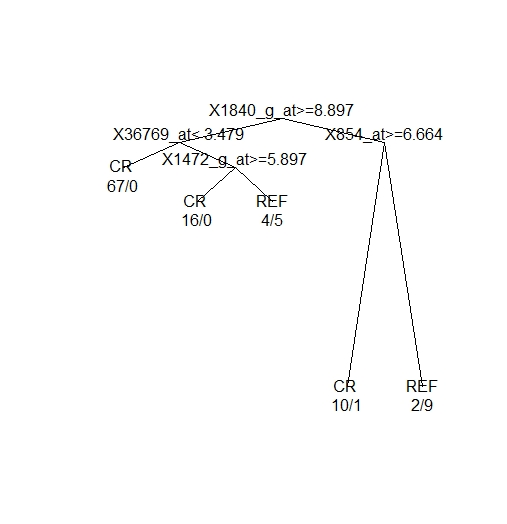 X1840_g_at>=8.897
X36769_at< 3.479
X854_at>=6.664
CR
67/0
X1472_g_at>=5.897
CR
16/0
REF
4/5
CR
10/1
REF
2/9